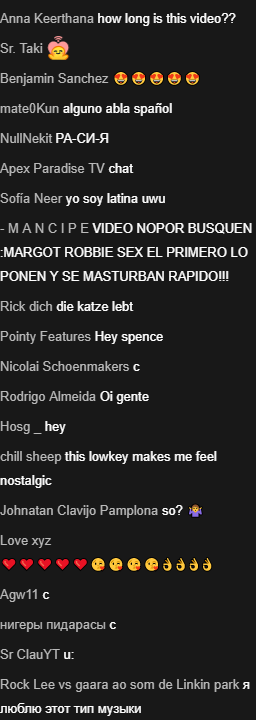 Anna Keerthana how long is this video??
Sr. Taki
Benjamin Sanchez 😍😍😍😍😍
mate0Kun alguno abla spañol
NullNekit РА-СИ-Я
Apex Paradise TV chat
Sofía Neer yo soy latina uwu
- M A N C I P E VIDEO NOPOR BUSQUEN
:MARGOT ROBBIE SEX EL PRIMERO LO
PONEN Y SE MASTURBAN RAPIDO!!!
Rick dich die katze lebt
Pointy Features Hey spence
Nicolai Schoenmakers c
Rodrigo Almeida Oi gente
Hosg _ hey
chill sheep this lowkey makes me feel
nostalgic
Johnatan Clavijo Pamplona so? 🤷‍♀️
Love xyz
❤❤❤❤❤😘😘😘😘👌👌👌👌
Agw11 c
нигеры пидарасы c
Sr ClauYT u:
Rock Lee vs gaara ao som de Linkin park я
люблю этот тип музыки